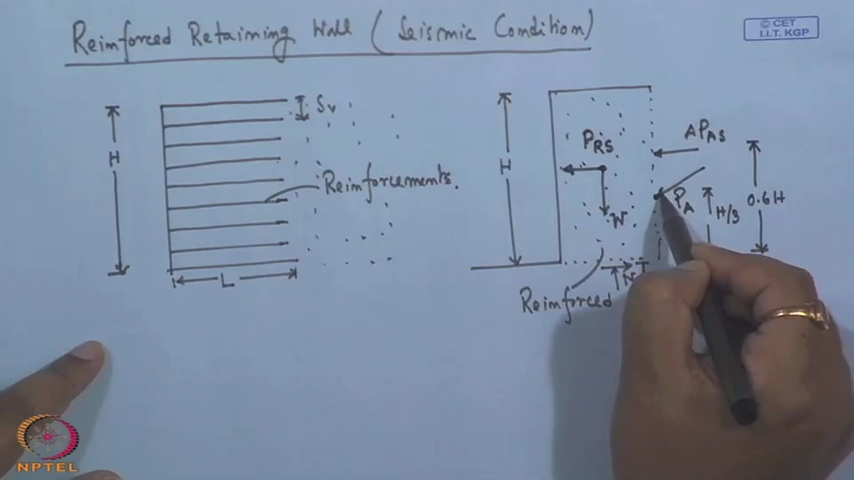 Reinforced Retaining Wall (Seismic Condition)
© CET
I.I.T. KGP
H
Sv
Reinforcements.
L
H
PRS
W
ΔPAS
PA
H/3
0.6H
N
T
Reinforced
NPTEL